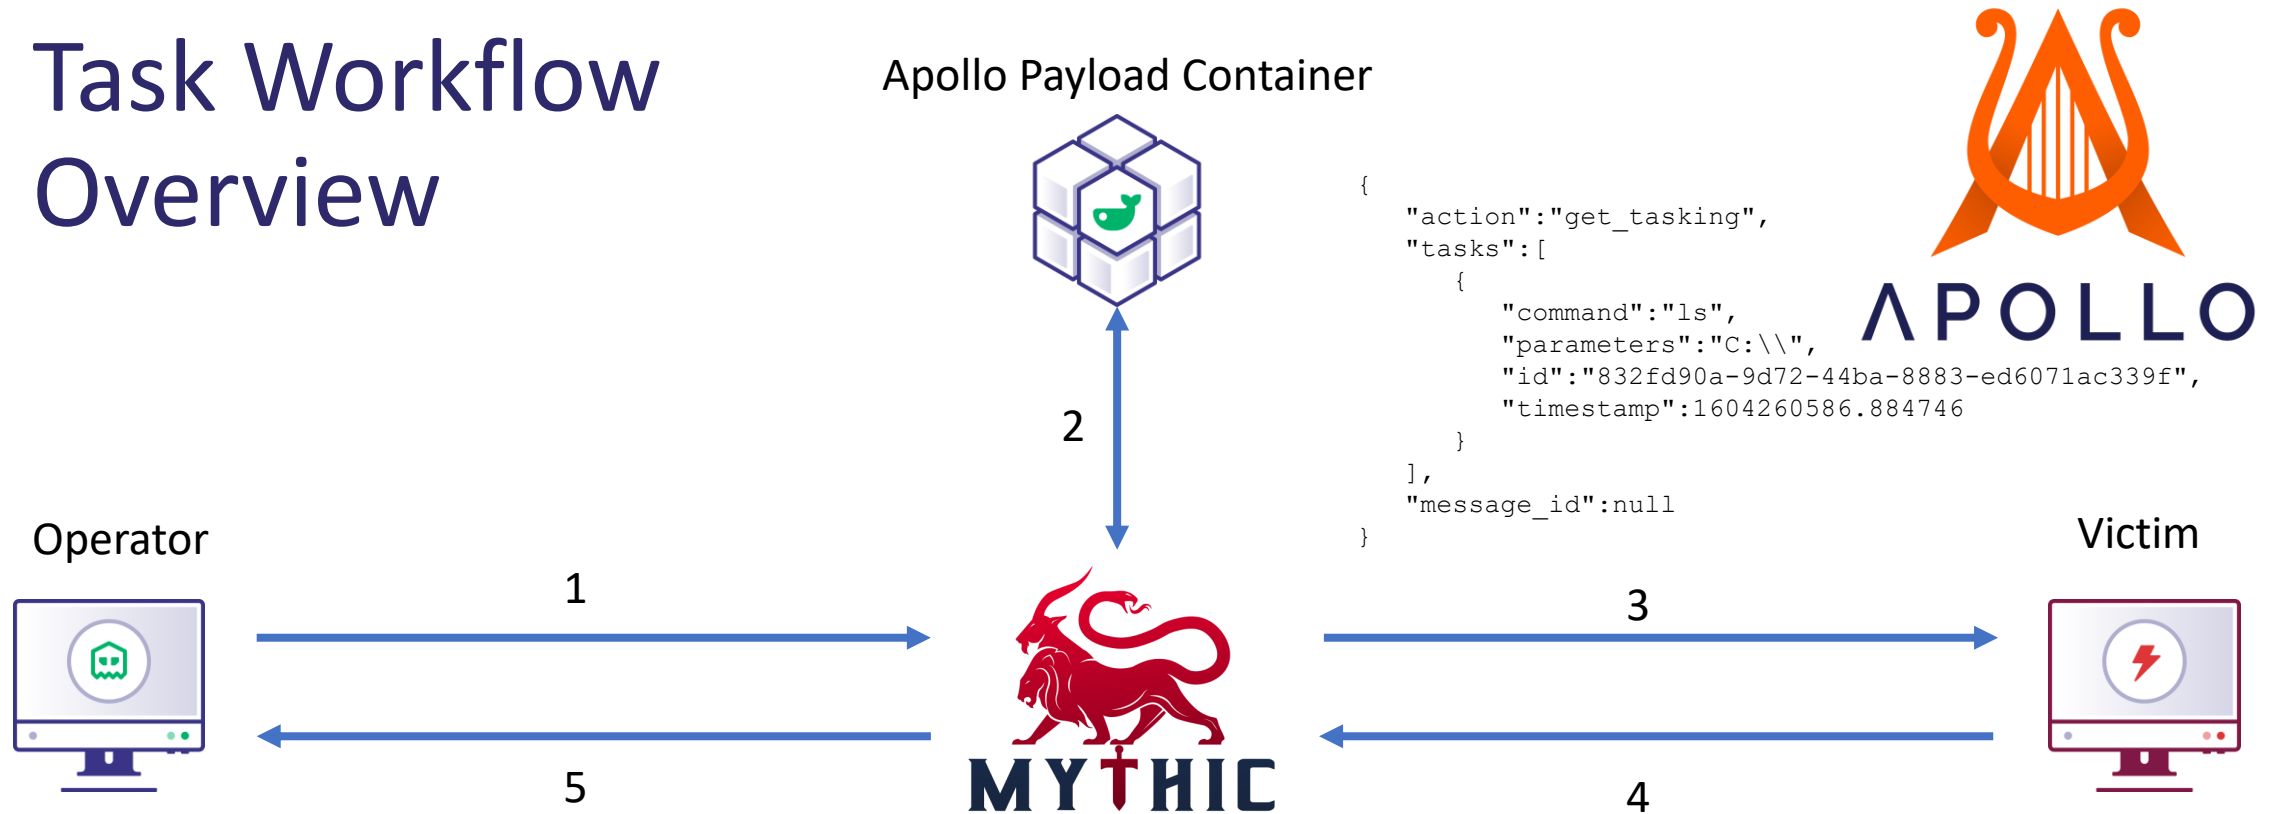 Task Workflow
Overview
Apollo Payload Container
{
"action":"get_tasking",
"tasks":[
{
"command":"ls",
"parameters":"C:\\",
"id":"832fd90a-9d72-44ba-8883-ed6071ac339f",
"timestamp":1604260586.884746
}
],
"message_id":null
}
APOLLO
2
Operator
Victim
1
3
5
4
MYTHIC